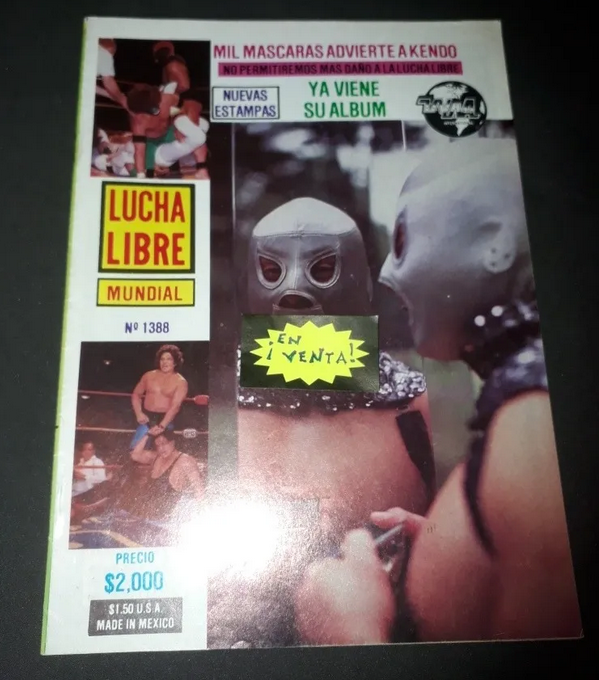 MIL MASCARAS ADVIERTE A KENDO
NO PERMITIREMOS MAS DAÑO A LA LUCHA LIBRE
NUEVAS
ESTAMPAS
YA VIENE
SU ALBUM
LUCHA
LIBRE
MUNDIAL
Nº 1388
¡EN
VENTA!
PRECIO
$2,000
$1.50 U.S.A.
MADE IN MEXICO